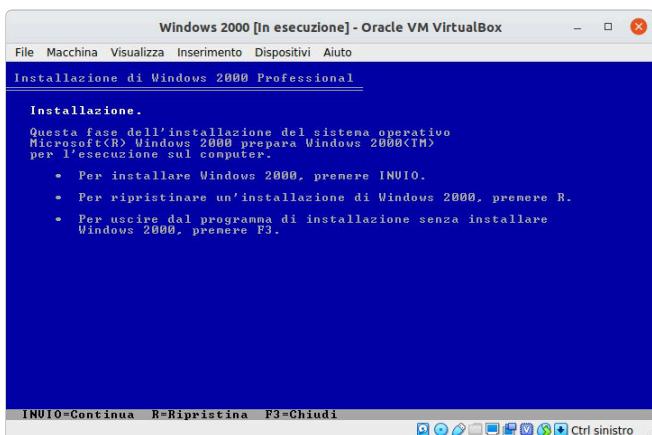 Windows 2000 [In esecuzione] - Oracle VM VirtualBox
File Macchina Visualizza Inserimento Dispositivi Aiuto
Installazione di Windows 2000 Professional
Installazione.
Questa fase dell'installazione del sistema operativo
Microsoft(R) Windows 2000 prepara Windows 2000(TM)
per l'esecuzione sul computer.
• Per installare Windows 2000, premere INVIO.
• Per ripristinare un'installazione di Windows 2000, premere R.
• Per uscire dal programma di installazione senza installare
Windows 2000, premere F3.
INVIO=Continua R=Ripristina F3=Chiudi
Ctrl sinistro